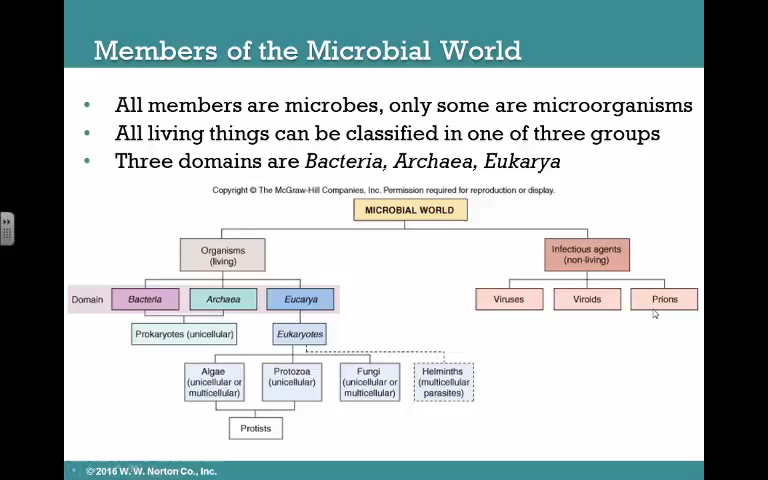 Members of the Microbial World
• All members are microbes, only some are microorganisms
• All living things can be classified in one of three groups
• Three domains are Bacteria, Archaea, Eukarya
Copyright © The McGraw-Hill Companies, Inc. Permission required for reproduction or display.
MICROBIAL WORLD
Organisms
(living)
Infectious agents
(non-living)
Domain
Bacteria
Archaea
Eucarya
Viruses
Viroids
Prions
Prokaryotes (unicellular)
Eukaryotes
Algae
(unicellular or
multicellular)
Protozoa
(unicellular)
Fungi
(unicellular or
multicellular)
Helminths
(multicellular
parasites)
Protists
© 2016 W. W. Norton Co., Inc.